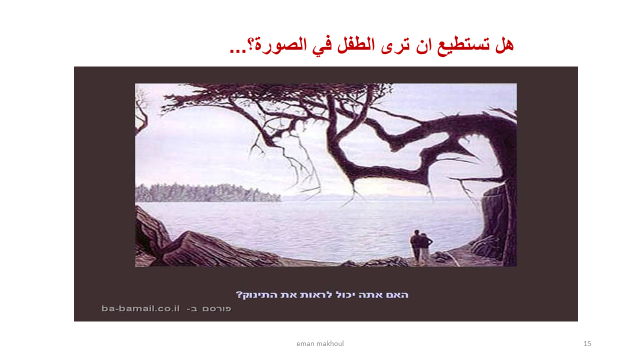 هل تستطيع ان ترى الطفل في الصورة؟...
האם אתה יכול לראות את התינוק?
פורסם ב- ba-bamail.co.il
eman makhoul
15